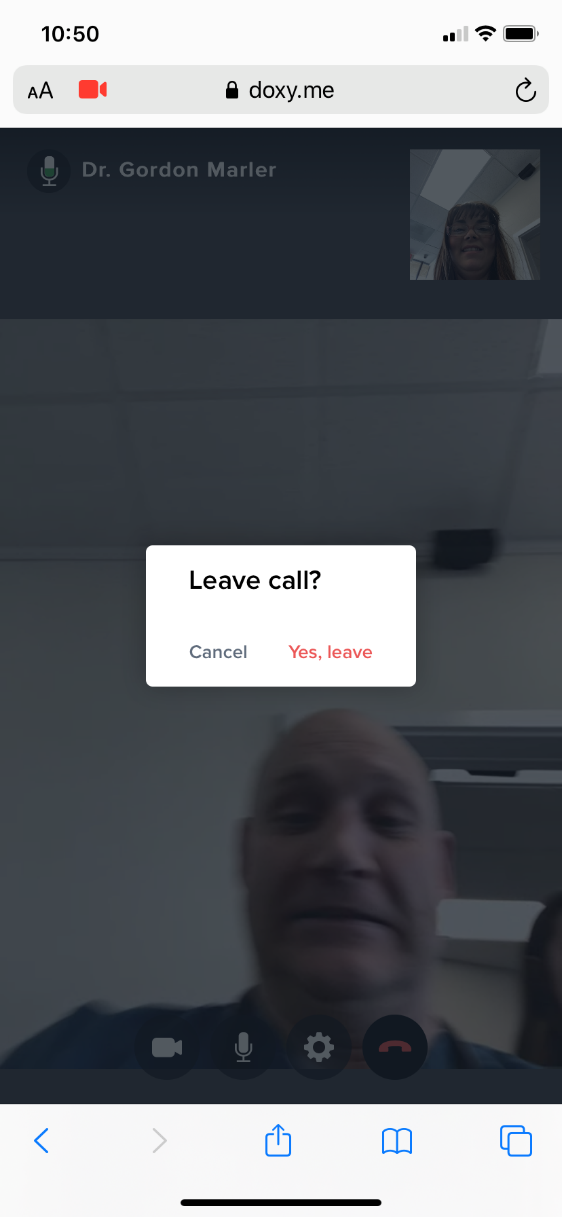 10:50
AA
doxy.me
Dr. Gordon Marler
Leave call?
Cancel
Yes, leave